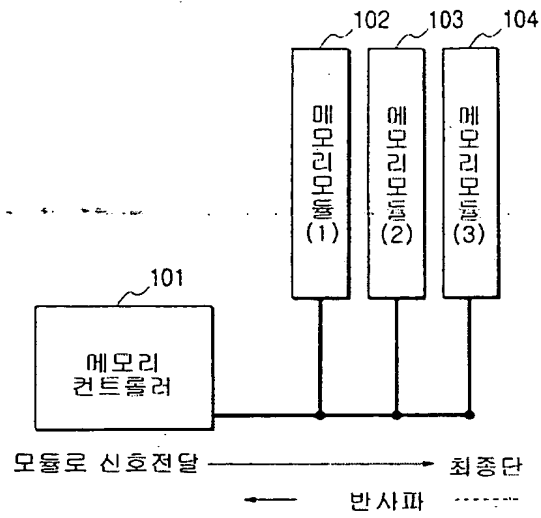 102
103
104
메모리모듈
(1)
메모리모듈
(2)
메모리모듈
(3)
101
메모리
컨트롤러
모듈로 신호전달
최종단
반사파